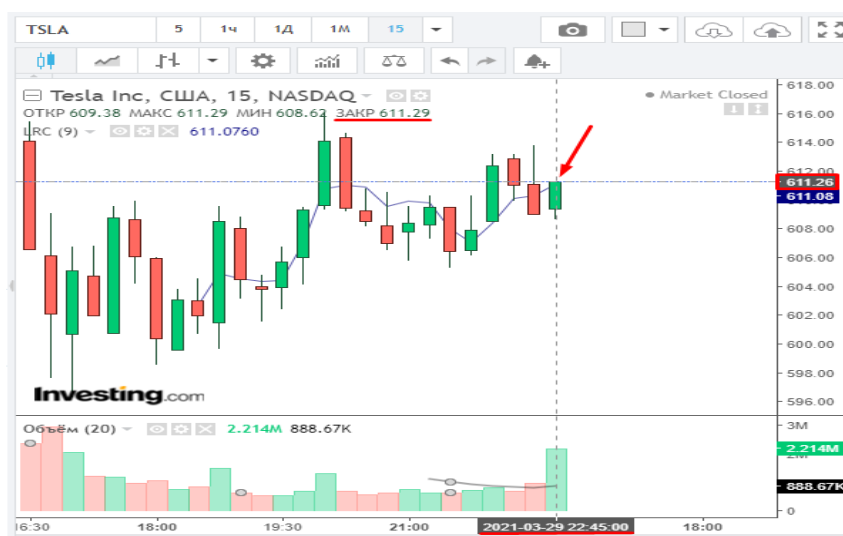 TSLA 5 1ч 1Д 1М 15
Tesla Inc, США, 15, NASDAQ
Market Closed
ОТКР 609.38 МАКС 611.29 МИН 608.62 ЗАКР 611.29
LRC (9) 611.0760
618.00
616.00
614.00
612.00
611.26
611.08
608.00
606.00
604.00
602.00
600.00
598.00
596.00
Investing.com
Объём (20) 2.214M 888.67K
3M
2.214M
888.67K
0
18:00 19:30 21:00 2021-03-29 22:45:00 18:00